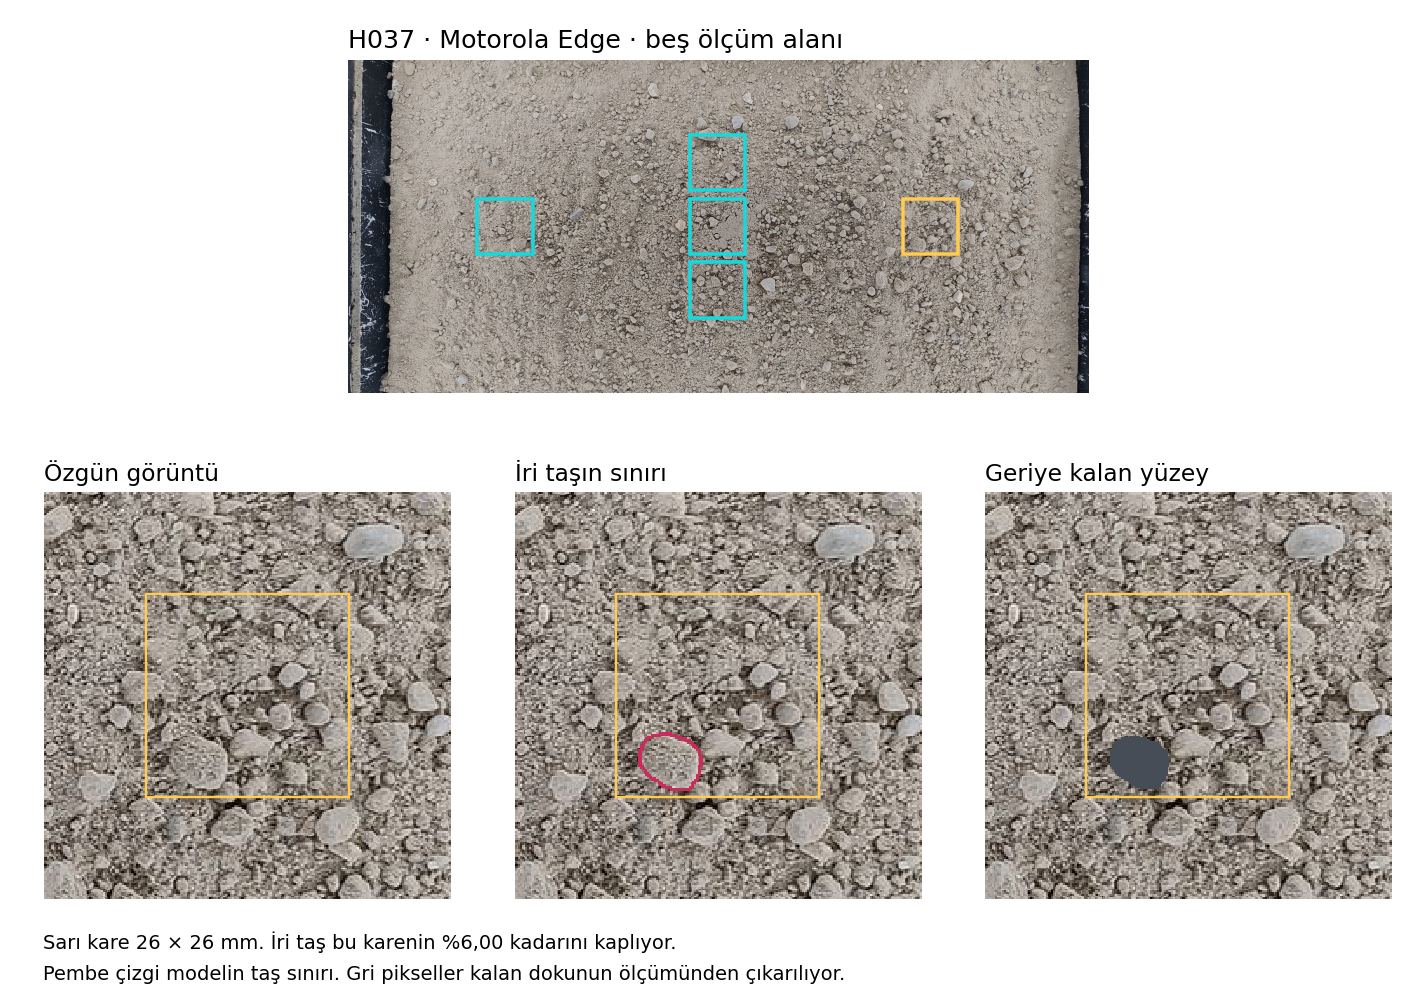 H037 · Motorola Edge · beş ölçüm alanı
Özgün görüntü
İri taşın sınırı
Geriye kalan yüzey
Sarı kare 26 × 26 mm. İri taş bu karenin %6,00 kadarını kaplıyor.
Pembe çizgi modelin taş sınırı. Gri pikseller kalan dokunun ölçümünden çıkarılıyor.